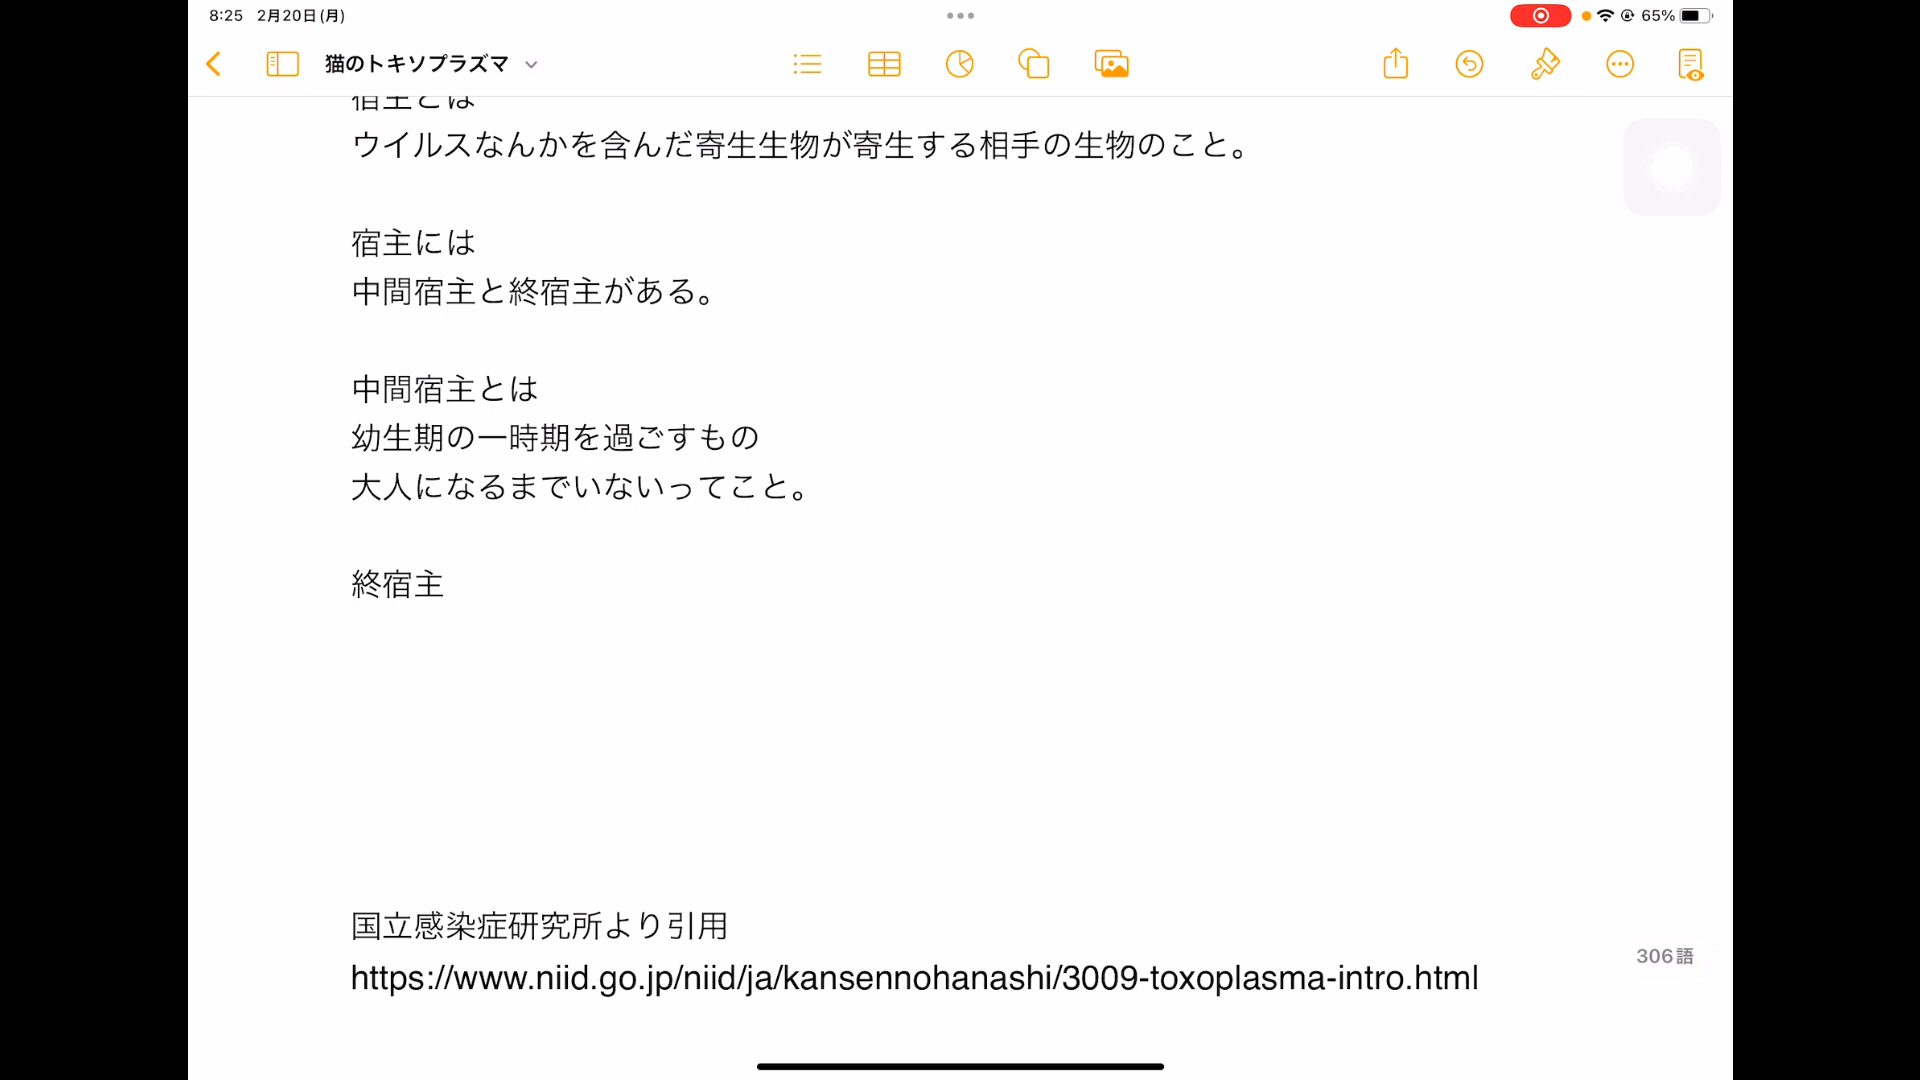 8:25 2月20日(月)
65%
猫のトキソプラズマ
宿主とは
ウイルスなんかを含んだ寄生生物が寄生する相手の生物のこと。
宿主には
中間宿主と終宿主がある。
中間宿主とは
幼生期の一時期を過ごすもの
大人になるまでいないってこと。
終宿主
国立感染症研究所より引用
306語
https://www.niid.go.jp/niid/ja/kansennohanashi/3009-toxoplasma-intro.html